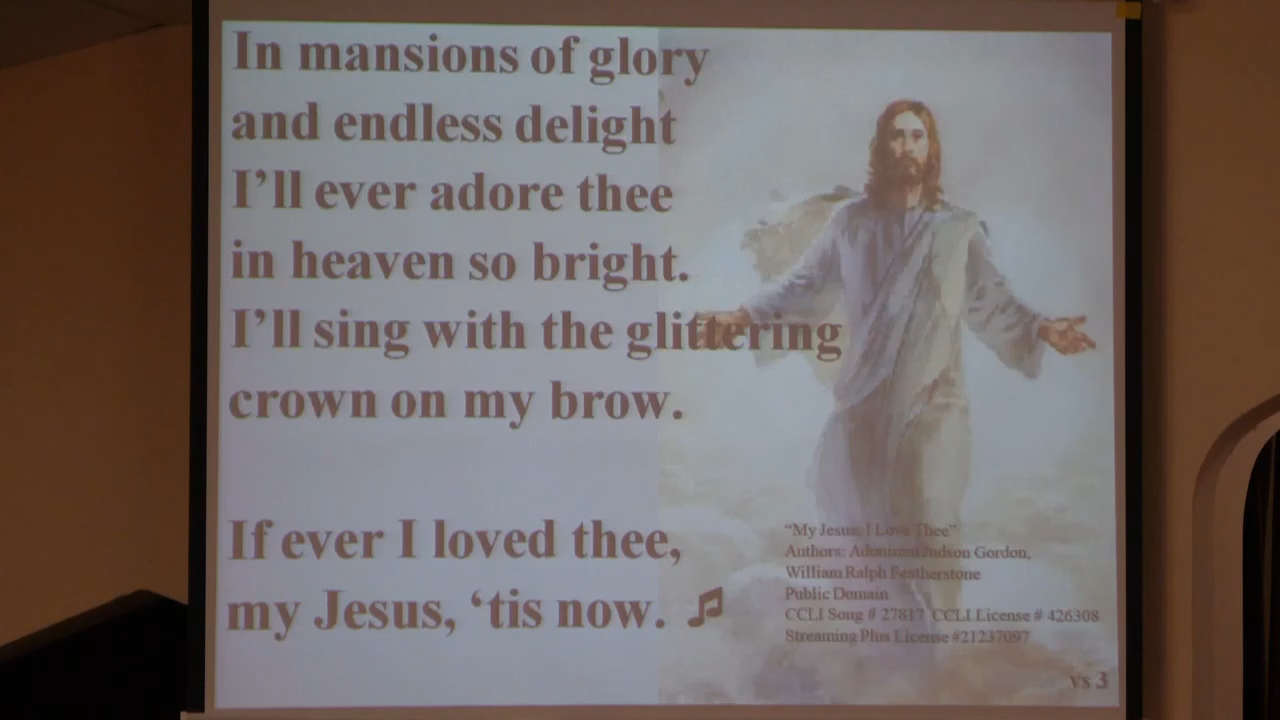 In mansions of glory
and endless delight
I’ll ever adore thee
in heaven so bright.
I’ll sing with the glittering
crown on my brow.
If ever I loved thee,
my Jesus, ‘tis now. ♫
“My Jesus, I Love Thee”
Authors: Adoniram Judson Gordon,
William Ralph Featherstone
Public Domain
CCLI Song # 27817 CCLI License # 426308
Streaming Plus License #21237097
vs 3